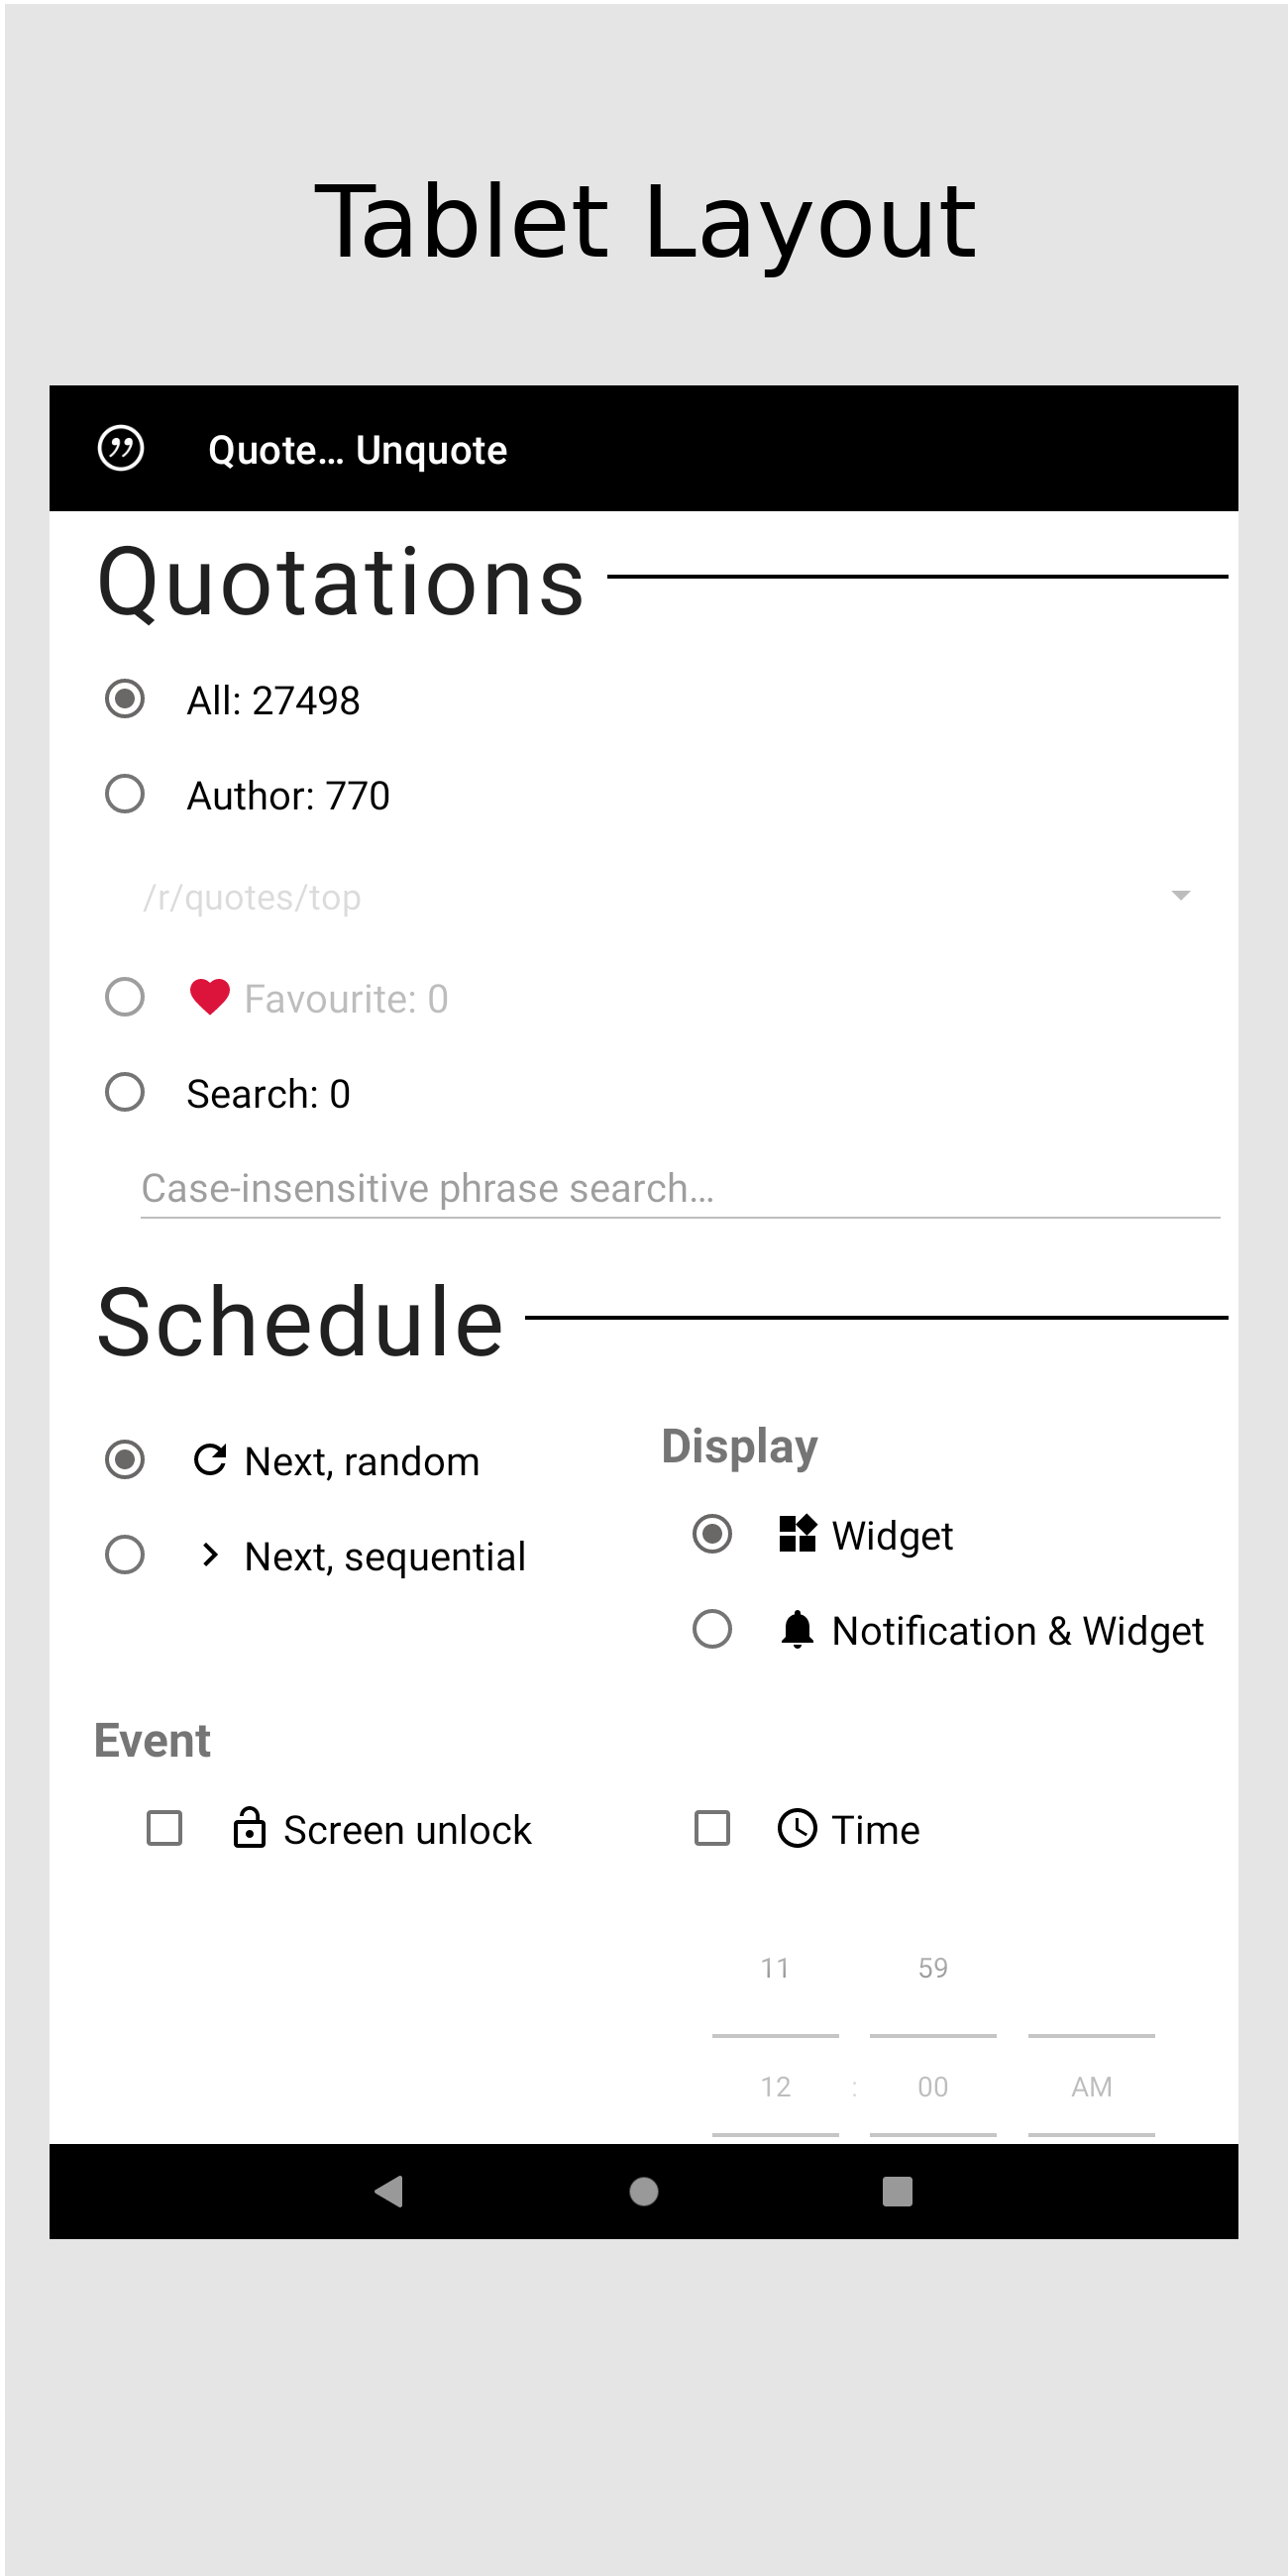 Tablet Layout
Quote... Unquote
Quotations
All: 27498
Author: 770
/r/quotes/top
Favourite: 0
Search: 0
Case-insensitive phrase search...
Schedule
Next, random
Next, sequential
Display
Widget
Notification & Widget
Event
Screen unlock
Time
11 59
12 : 00 AM